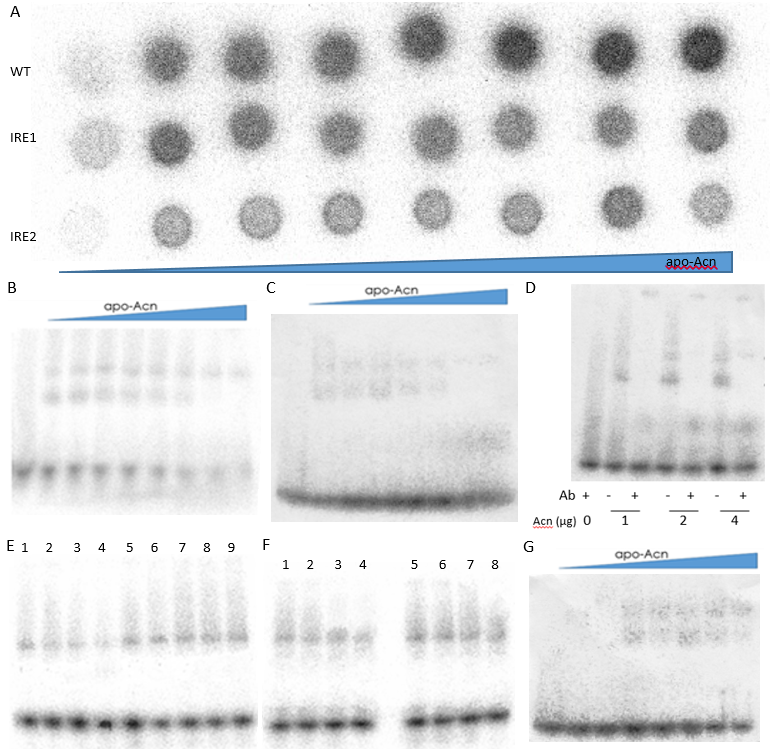 A
WT
IRE1
IRE2
apo-Acn
B
apo-Acn
C
apo-Acn
D
Ab + - + - + - +
Acn (µg) 0 1 2 4
E
1 2 3 4 5 6 7 8 9
F
1 2 3 4 5 6 7 8
G
apo-Acn